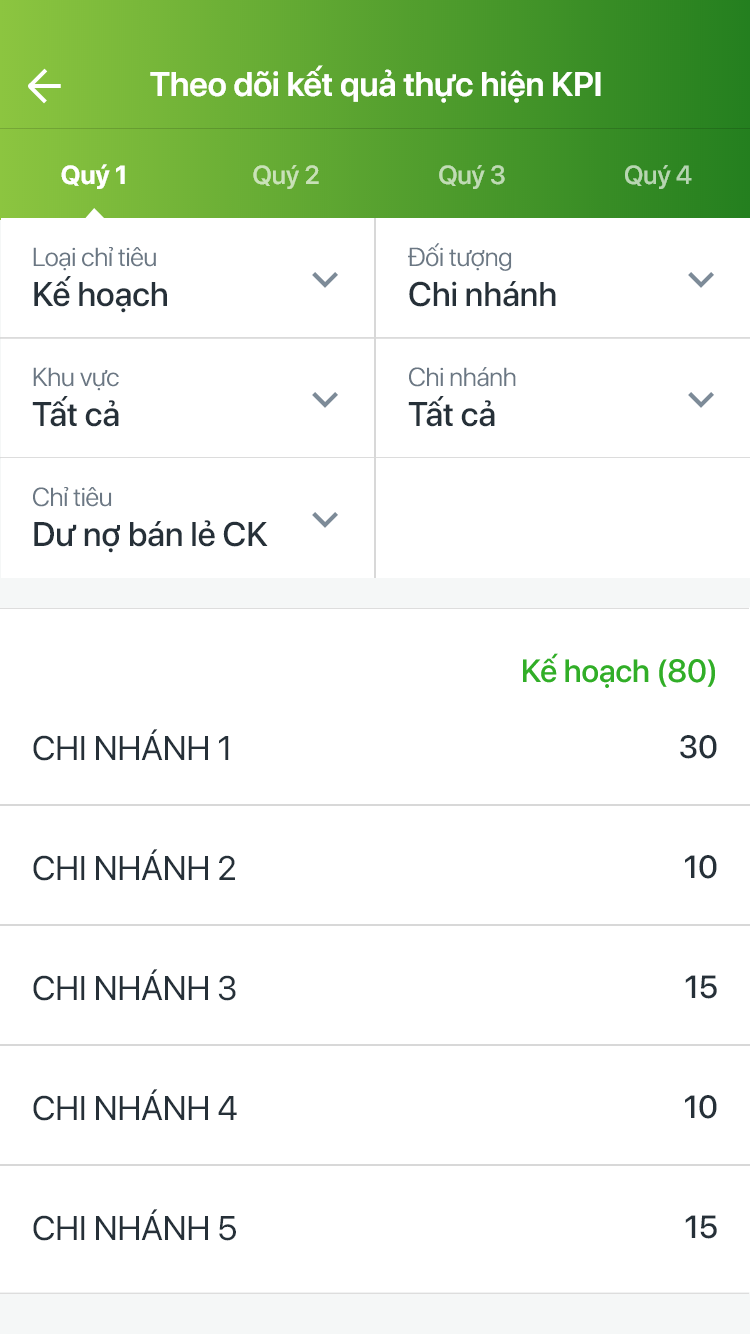 Theo dõi kết quả thực hiện KPI
Quý 1 Quý 2 Quý 3 Quý 4
Loại chỉ tiêu
Kế hoạch
Đối tượng
Chi nhánh
Khu vực
Tất cả
Chi nhánh
Tất cả
Chỉ tiêu
Dư nợ bán lẻ CK
Kế hoạch (80)
CHI NHÁNH 1 30
CHI NHÁNH 2 10
CHI NHÁNH 3 15
CHI NHÁNH 4 10
CHI NHÁNH 5 15